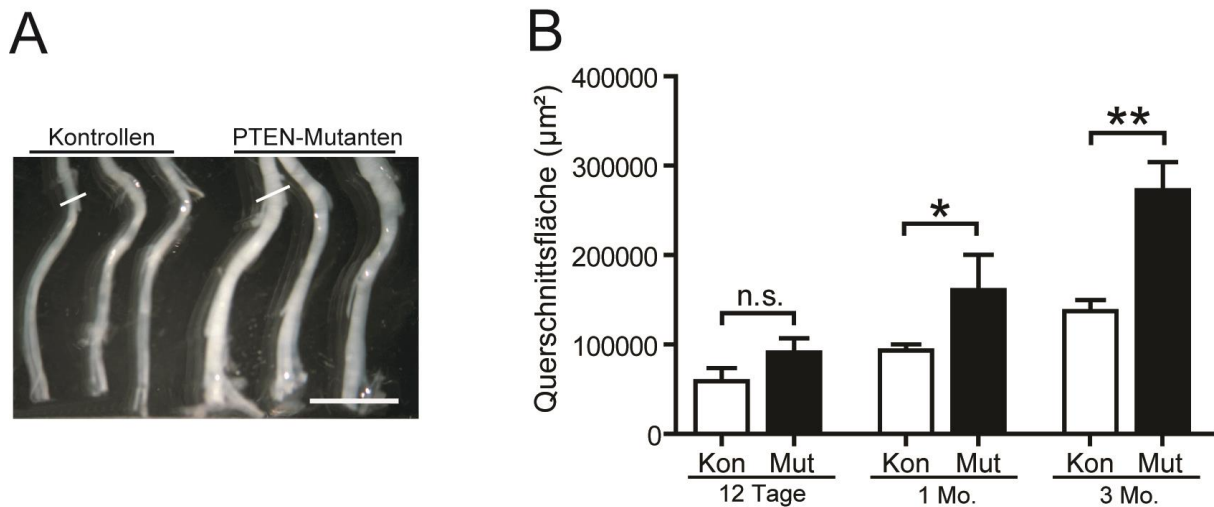 A
Kontrollen PTEN-Mutanten
B
Querschnittsfläche (µm²)
400000
300000
200000
100000
0
n.s.
*
**
Kon Mut Kon Mut Kon Mut
12 Tage 1 Mo. 3 Mo.